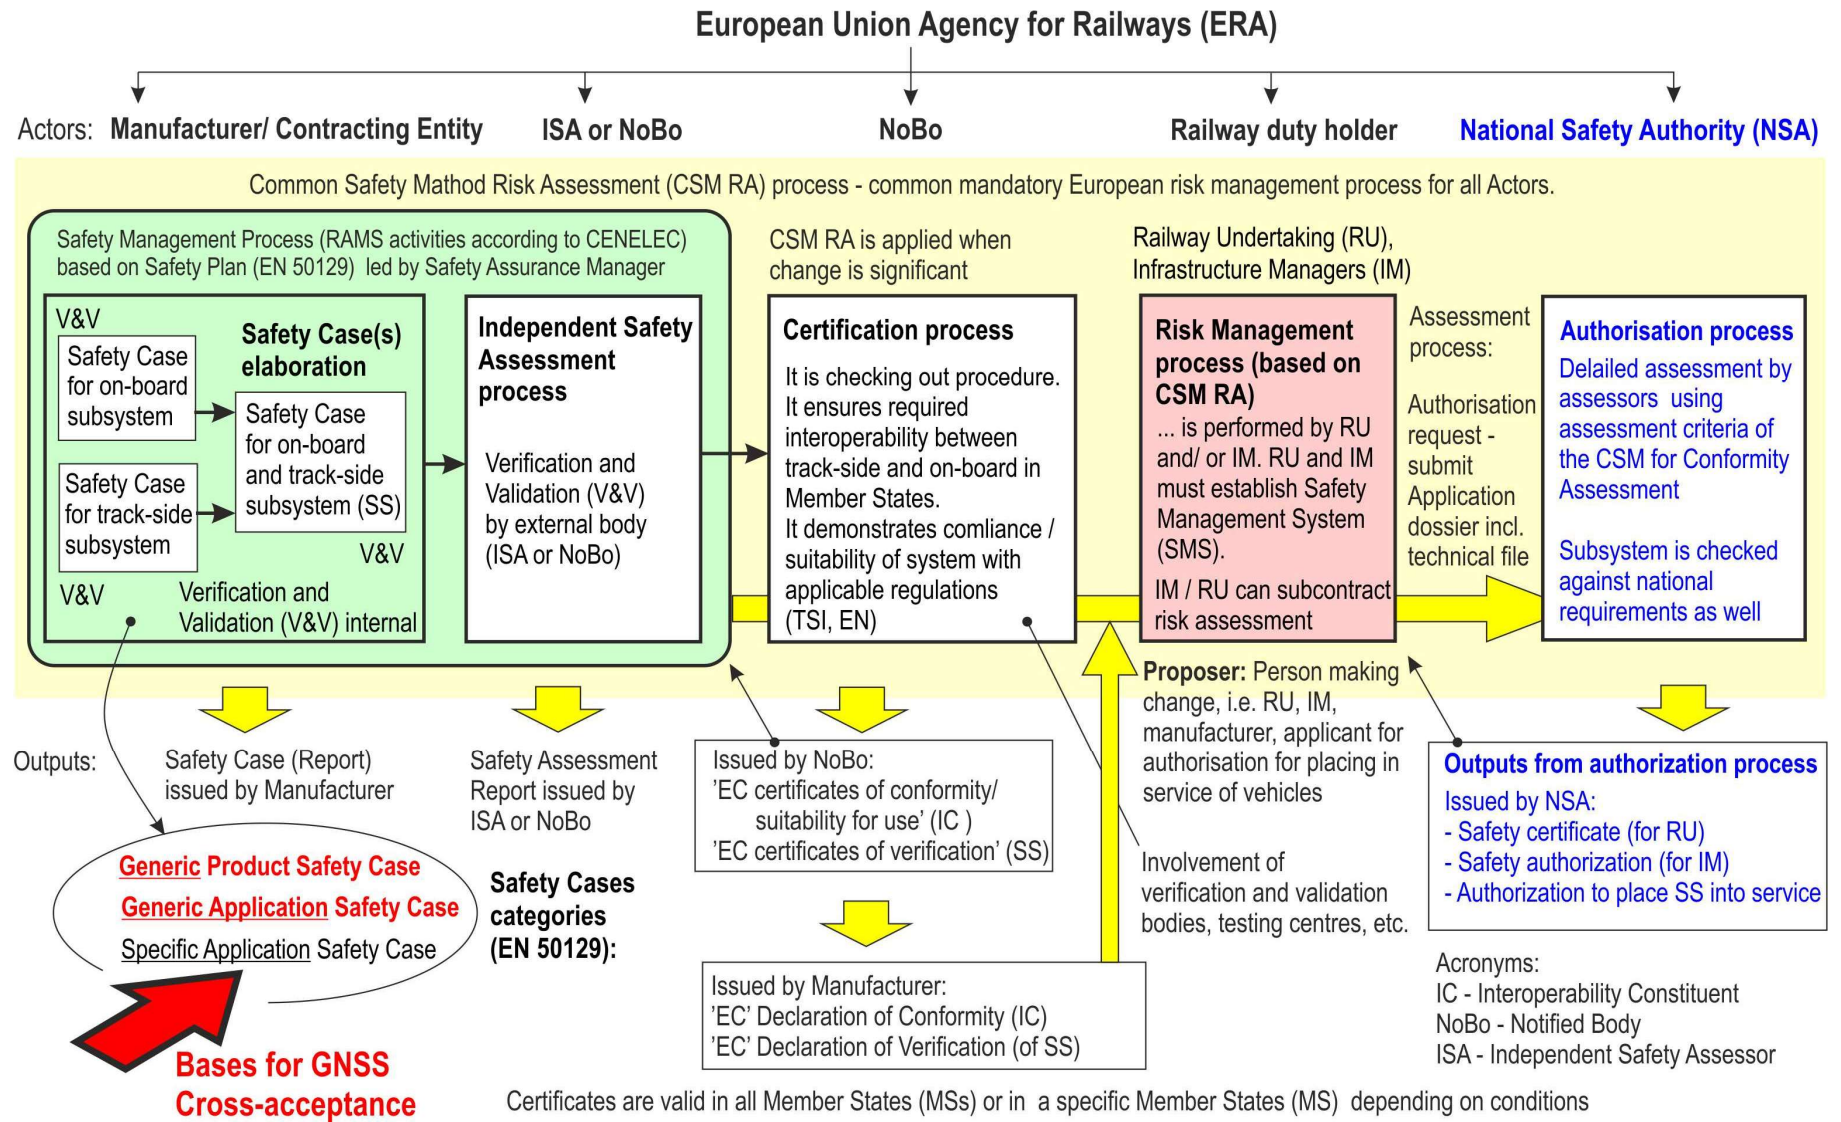 European Union Agency for Railways (ERA)
Actors: Manufacturer/ Contracting Entity
ISA or NoBo
NoBo
Railway duty holder
National Safety Authority (NSA)
Common Safety Mathod Risk Assessment (CSM RA) process - common mandatory European risk management process for all Actors.
Safety Management Process (RAMS activities according to CENELEC)
based on Safety Plan (EN 50129) led by Safety Assurance Manager
V&V
Safety Case
for on-board
subsystem
Safety Case
for track-side
subsystem
V&V
Safety Case(s)
elaboration
Safety Case
for on-board
and track-side
subsystem (SS)
V&V
Verification and
Validation (V&V) internal
Independent Safety
Assessment
process
Verification and
Validation (V&V)
by external body
(ISA or NoBo)
CSM RA is applied when
change is significant
Certification process
It is checking out procedure.
It ensures required
interoperability between
track-side and on-board in
Member States.
It demonstrates comliance /
suitability of system with
applicable regulations
(TSI, EN)
Railway Undertaking (RU),
Infrastructure Managers (IM)
Risk Management
process (based on
CSM RA)
... is performed by RU
and/ or IM. RU and IM
must establish Safety
Management System
(SMS).
IM / RU can subcontract
risk assessment
Assessment
process:
Authorisation
request -
submit
Application
dossier incl.
technical file
Authorisation process
Delailed assessment by
assessors using
assessment criteria of
the CSM for Conformity
Assessment
Subsystem is checked
against national
requirements as well
Outputs:
Safety Case (Report)
issued by Manufacturer
Safety Assessment
Report issued by
ISA or NoBo
Issued by NoBo:
’EC certificates of conformity/
suitability for use’ (IC )
’EC certificates of verification’ (SS)
Proposer: Person making
change, i.e. RU, IM,
manufacturer, applicant for
authorisation for placing in
service of vehicles
Outputs from authorization process
Issued by NSA:
- Safety certificate (for RU)
- Safety authorization (for IM)
- Authorization to place SS into service
Generic Product Safety Case
Generic Application Safety Case
Specific Application Safety Case
Safety Cases
categories
(EN 50129):
Involvement of
verification and validation
bodies, testing centres, etc.
Issued by Manufacturer:
’EC’ Declaration of Conformity (IC)
’EC’ Declaration of Verification (of SS)
Acronyms:
IC - Interoperability Constituent
NoBo - Notified Body
ISA - Independent Safety Assessor
Bases for GNSS
Cross-acceptance
Certificates are valid in all Member States (MSs) or in a specific Member States (MS) depending on conditions